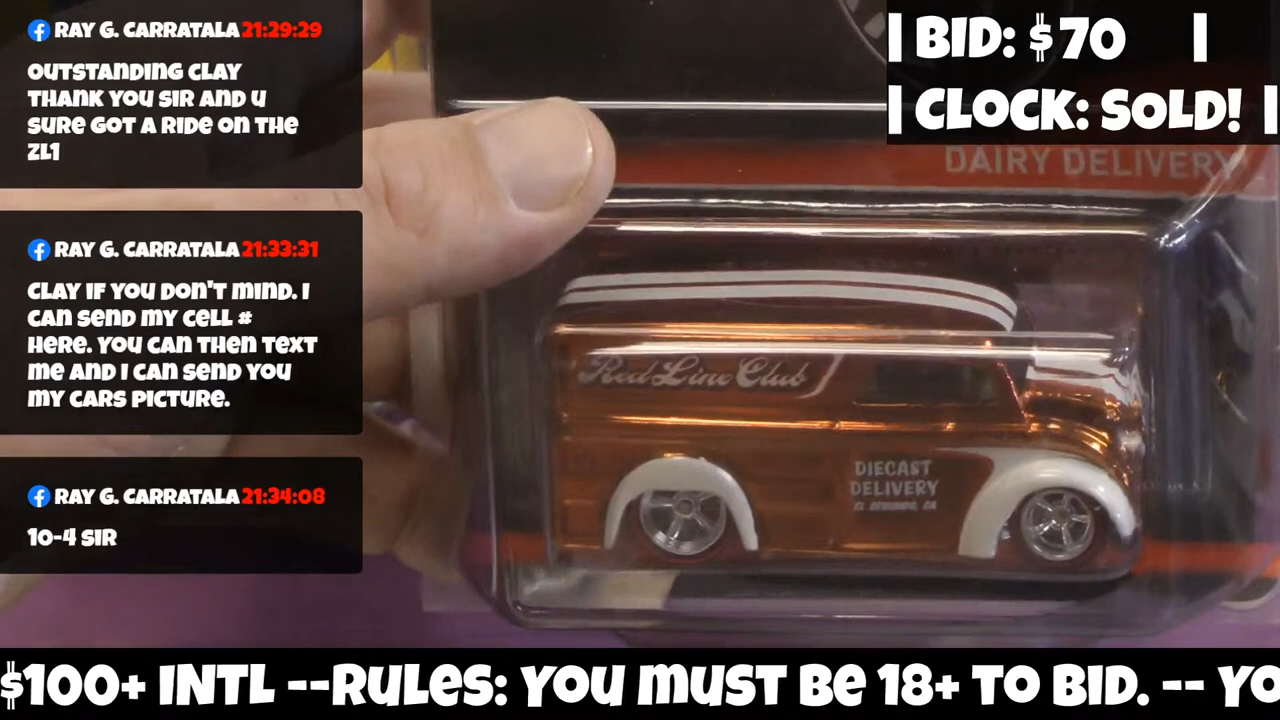 RAY G. CARRATALA 21:29:29
OUTSTANDING CLAY
THANK YOU SIR AND U
SURE GOT A RIDE ON THE
ZL1
RAY G. CARRATALA 21:33:31
CLAY IF YOU DON'T MIND. I
CAN SEND MY CELL #
HERE. YOU CAN THEN TEXT
ME AND I CAN SEND YOU
MY CARS PICTURE.
RAY G. CARRATALA 21:34:08
10-4 SIR
| BID: $70 |
| CLOCK: SOLD! |
DAIRY DELIVERY
Red Line Club
DIECAST
DELIVERY
EL SEGUNDO, CA
$100+ INTL --RULES: YOU MUST BE 18+ TO BID. -- YO